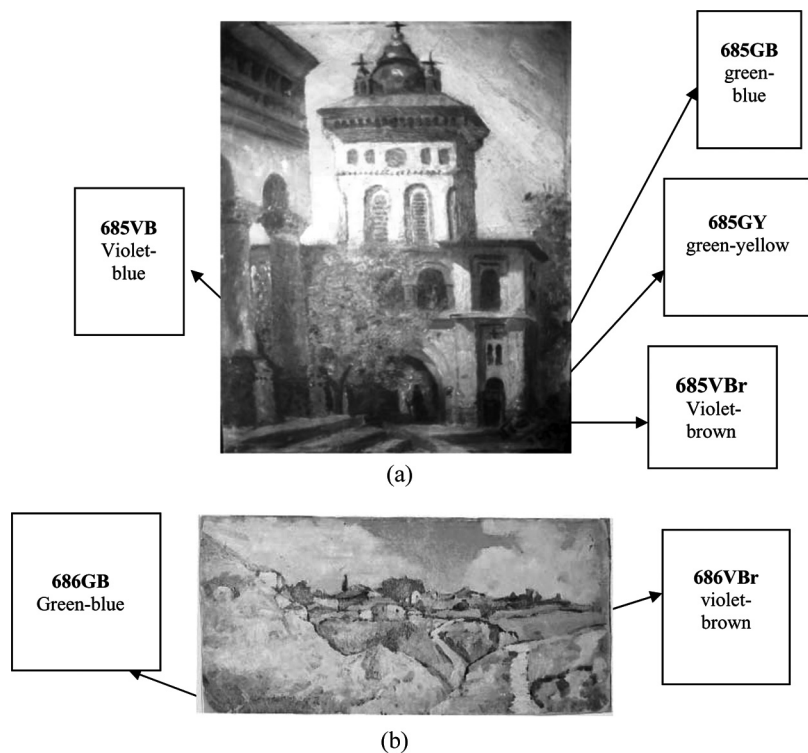 685GB
green-
blue
685VB
Violet-
blue
685GY
green-yellow
685VBr
Violet-
brown
(a)
686GB
Green-blue
686VBr
violet-
brown
(b)